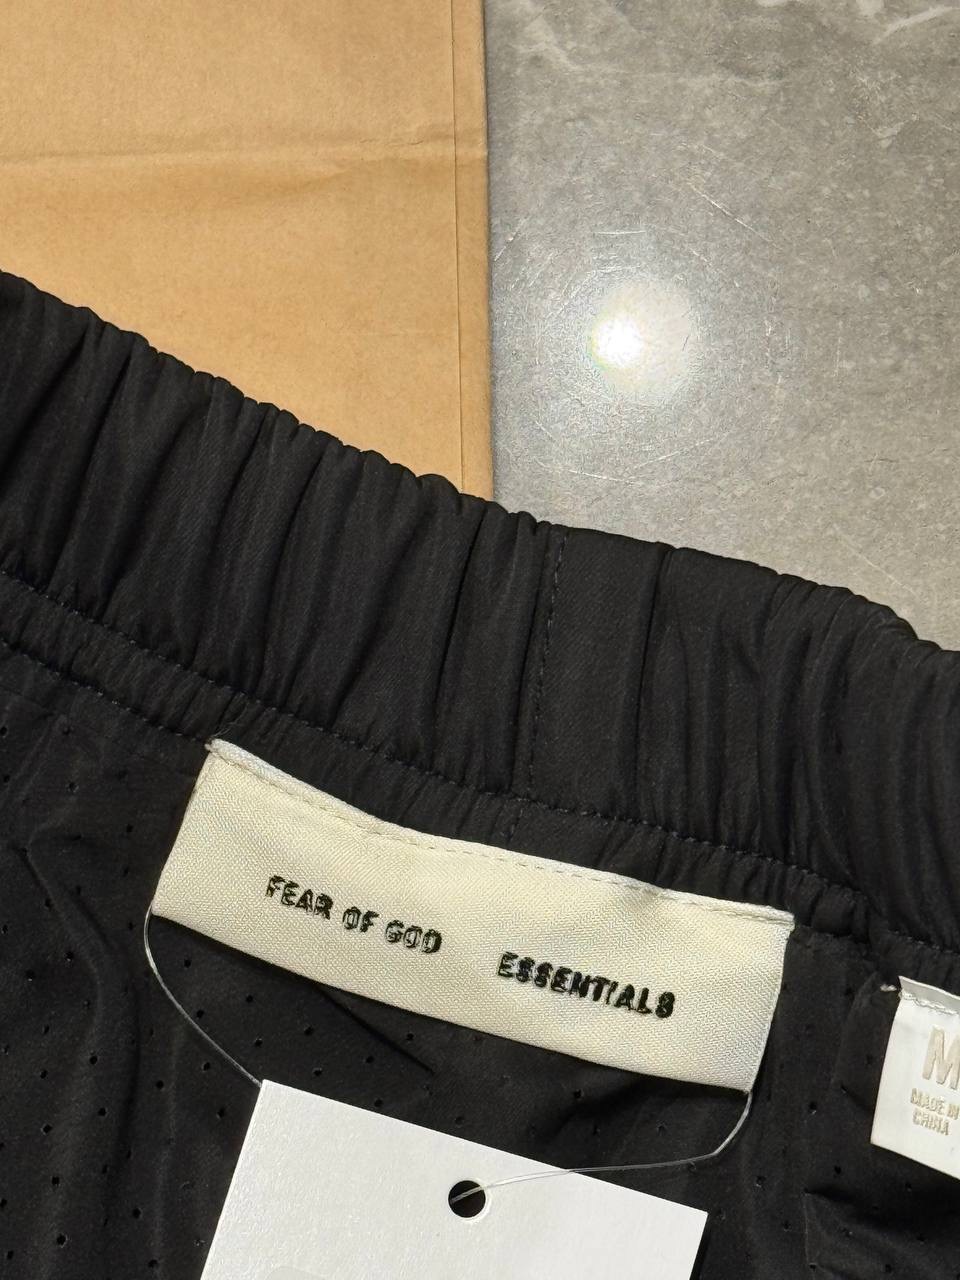 FEAR OF GOD ESSENTIALS
M
MADE IN
CHINA